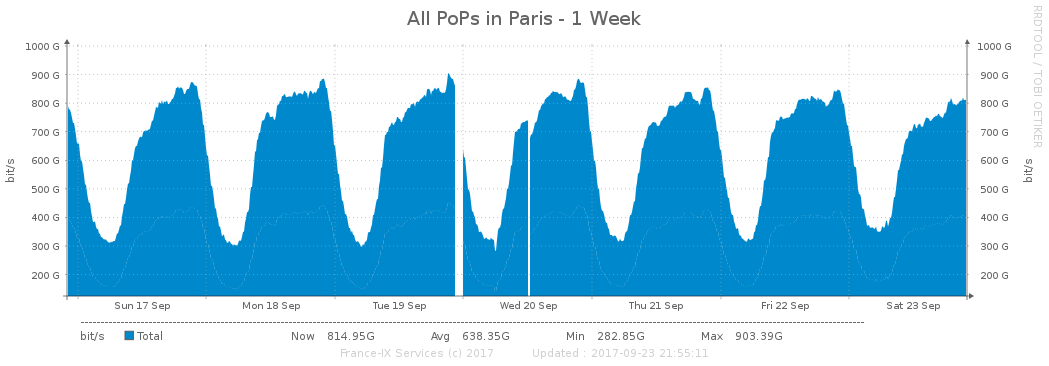 All PoPs in Paris - 1 Week
RRDTOOL / TOBI OETIKER
1000 G 1000 G
900 G 900 G
800 G 800 G
700 G 700 G
600 G 600 G
500 G 500 G
400 G 400 G
300 G 300 G
200 G 200 G
bit/s bit/s
Sun 17 Sep Mon 18 Sep Tue 19 Sep Wed 20 Sep Thu 21 Sep Fri 22 Sep Sat 23 Sep
bit/s Total Now 814.95G Avg 638.35G Min 282.85G Max 903.39G
France-IX Services (c) 2017 Updated : 2017-09-23 21:55:11